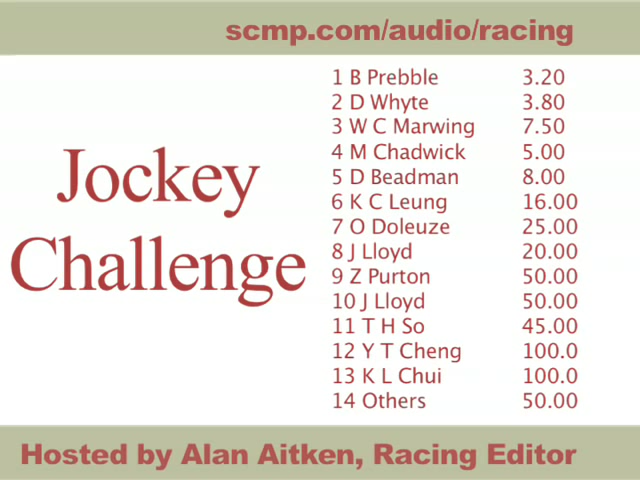 scmp.com/audio/racing
Jockey
Challenge
1 B Prebble 3.20
2 D Whyte 3.80
3 W C Marwing 7.50
4 M Chadwick 5.00
5 D Beadman 8.00
6 K C Leung 16.00
7 O Doleuze 25.00
8 J Lloyd 20.00
9 Z Purton 50.00
10 J Lloyd 50.00
11 T H So 45.00
12 Y T Cheng 100.0
13 K L Chui 100.0
14 Others 50.00
Hosted by Alan Aitken, Racing Editor